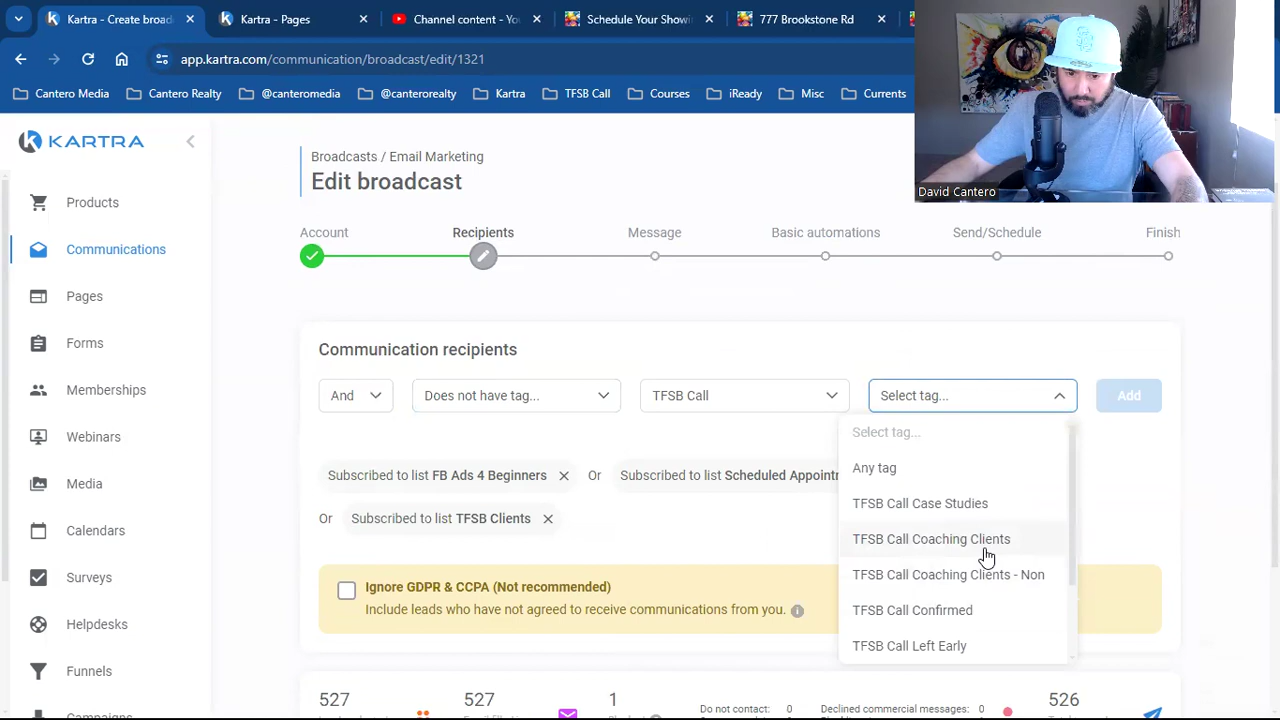 Kartra - Create broad
Kartra - Pages
Channel content - Yo
Schedule Your Showi
777 Brookstone Rd
app.kartra.com/communication/broadcast/edit/1321
Cantero Media
Cantero Realty
@canteromedia
@canterorealty
Kartra
TFSB Call
Courses
iReady
Misc
Currents
David Cantero
KARTRA
Products
Communications
Pages
Forms
Memberships
Webinars
Media
Calendars
Surveys
Helpdesks
Funnels
Campaigns
Broadcasts / Email Marketing
Edit broadcast
Account
Recipients
Message
Basic automations
Send/Schedule
Finish
Communication recipients
And
Does not have tag...
TFSB Call
Select tag...
Add
Select tag...
Any tag
TFSB Call Case Studies
TFSB Call Coaching Clients
TFSB Call Coaching Clients - Non
TFSB Call Confirmed
TFSB Call Left Early
Subscribed to list FB Ads 4 Beginners
Or
Subscribed to list Scheduled Appointm
Or
Subscribed to list TFSB Clients
Ignore GDPR & CCPA (Not recommended)
Include leads who have not agreed to receive communications from you.
527
527
1
Do not contact: 0
Declined commercial messages: 0
526